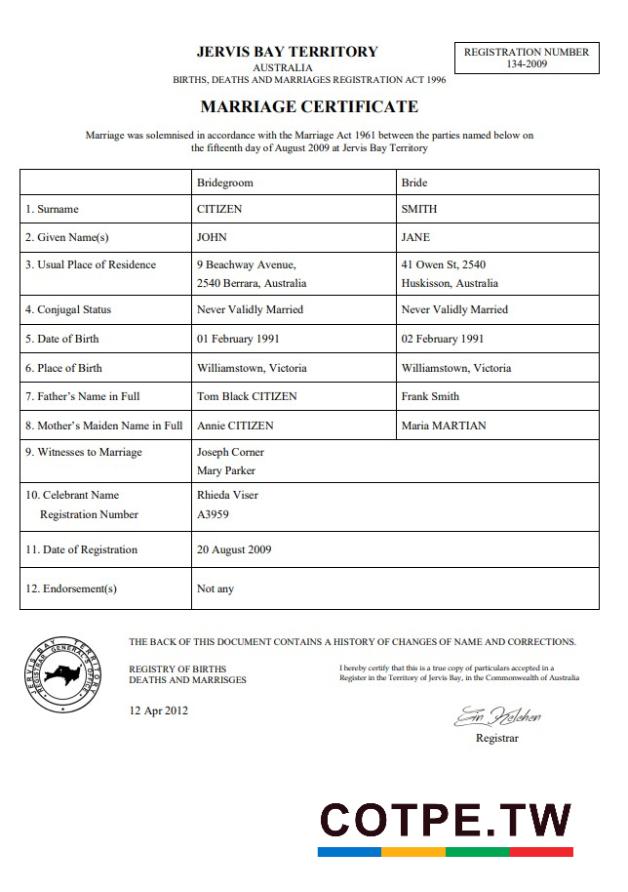 JERVIS BAY TERRITORY
AUSTRALIA
BIRTHS, DEATHS AND MARRIAGES REGISTRATION ACT 1996
REGISTRATION NUMBER
134-2009
MARRIAGE CERTIFICATE
Marriage was solemnised in accordance with the Marriage Act 1961 between the parties named below on
the fifteenth day of August 2009 at Jervis Bay Territory
Bridegroom Bride
1. Surname CITIZEN SMITH
2. Given Name(s) JOHN JANE
3. Usual Place of Residence 9 Beachway Avenue, 41 Owen St, 2540
2540 Berrara, Australia Huskisson, Australia
4. Conjugal Status Never Validly Married Never Validly Married
5. Date of Birth 01 February 1991 02 February 1991
6. Place of Birth Williamstown, Victoria Williamstown, Victoria
7. Father's Name in Full Tom Black CITIZEN Frank Smith
8. Mother's Maiden Name in Full Annie CITIZEN Maria MARTIAN
9. Witnesses to Marriage Joseph Corner
Mary Parker
10. Celebrant Name Rhieda Viser
Registration Number A3959
11. Date of Registration 20 August 2009
12. Endorsement(s) Not any
JERVIS BAY TERRITORY
REGISTRAR GENERAL'S OFFICE
THE BACK OF THIS DOCUMENT CONTAINS A HISTORY OF CHANGES OF NAME AND CORRECTIONS.
REGISTRY OF BIRTHS
DEATHS AND MARRISGES
I hereby certify that this is a true copy of particulars accepted in a
Register in the Territory of Jervis Bay, in the Commonwealth of Australia
12 Apr 2012
Registrar
COTPE.TW